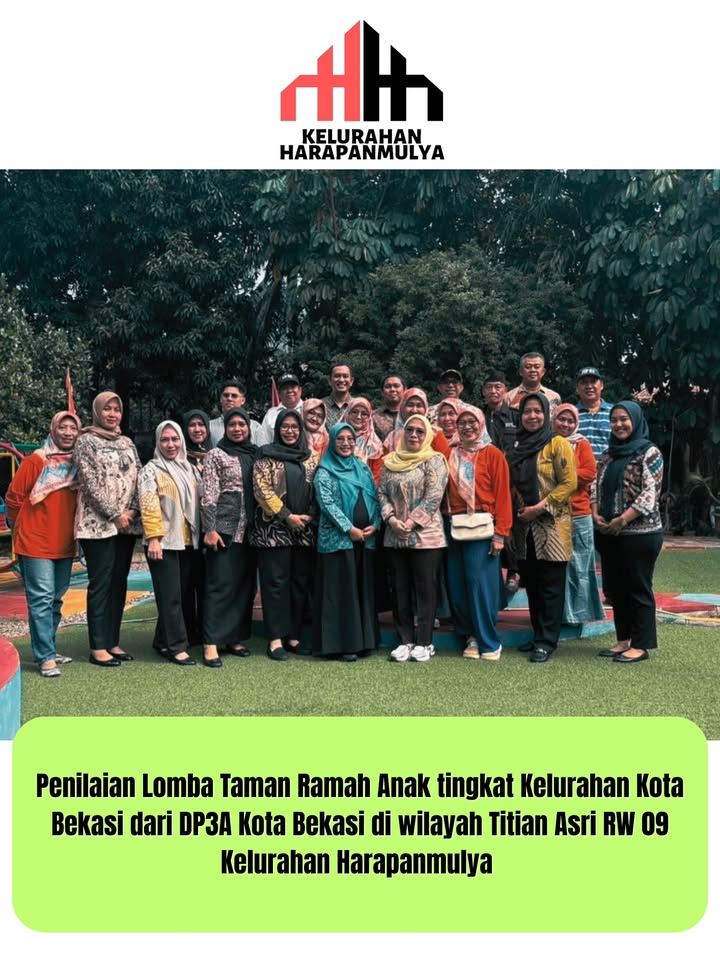 KELURAHAN
HARAPANMULYA
Penilaian Lomba Taman Ramah Anak tingkat Kelurahan Kota
Bekasi dari DP3A Kota Bekasi di wilayah Titian Asri RW 09
Kelurahan Harapanmulya